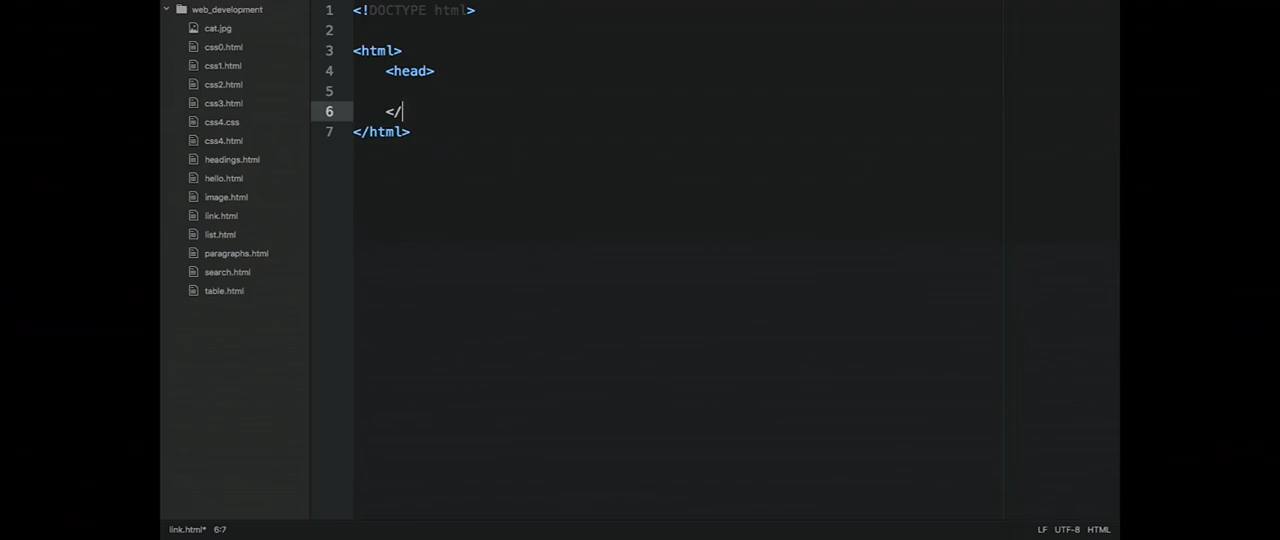 web_development
cat.jpg
css0.html
css1.html
css2.html
css3.html
css4.css
css4.html
headings.html
hello.html
image.html
link.html
list.html
paragraphs.html
search.html
table.html
1 <!DOCTYPE html>
2
3 <html>
4 <head>
5
6 </
7 </html>
link.html* 6:7
LF UTF-8 HTML